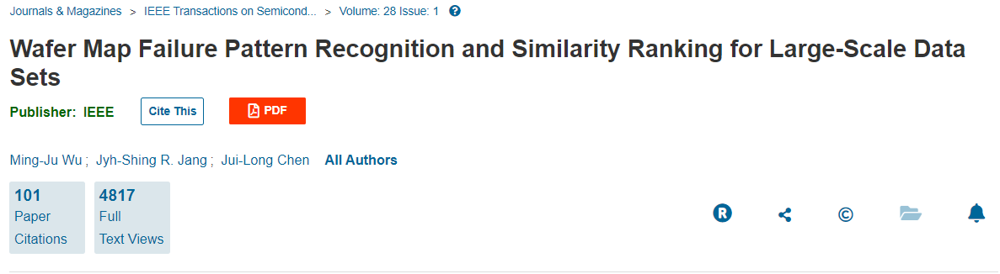 Journals & Magazines > IEEE Transactions on Semicond... > Volume: 28 Issue: 1 ?
Wafer Map Failure Pattern Recognition and Similarity Ranking for Large-Scale Data
Sets
Publisher: IEEE Cite This PDF
Ming-Ju Wu ; Jyh-Shing R. Jang ; Jui-Long Chen All Authors
101 4817
Paper Full
Citations Text Views
R ©